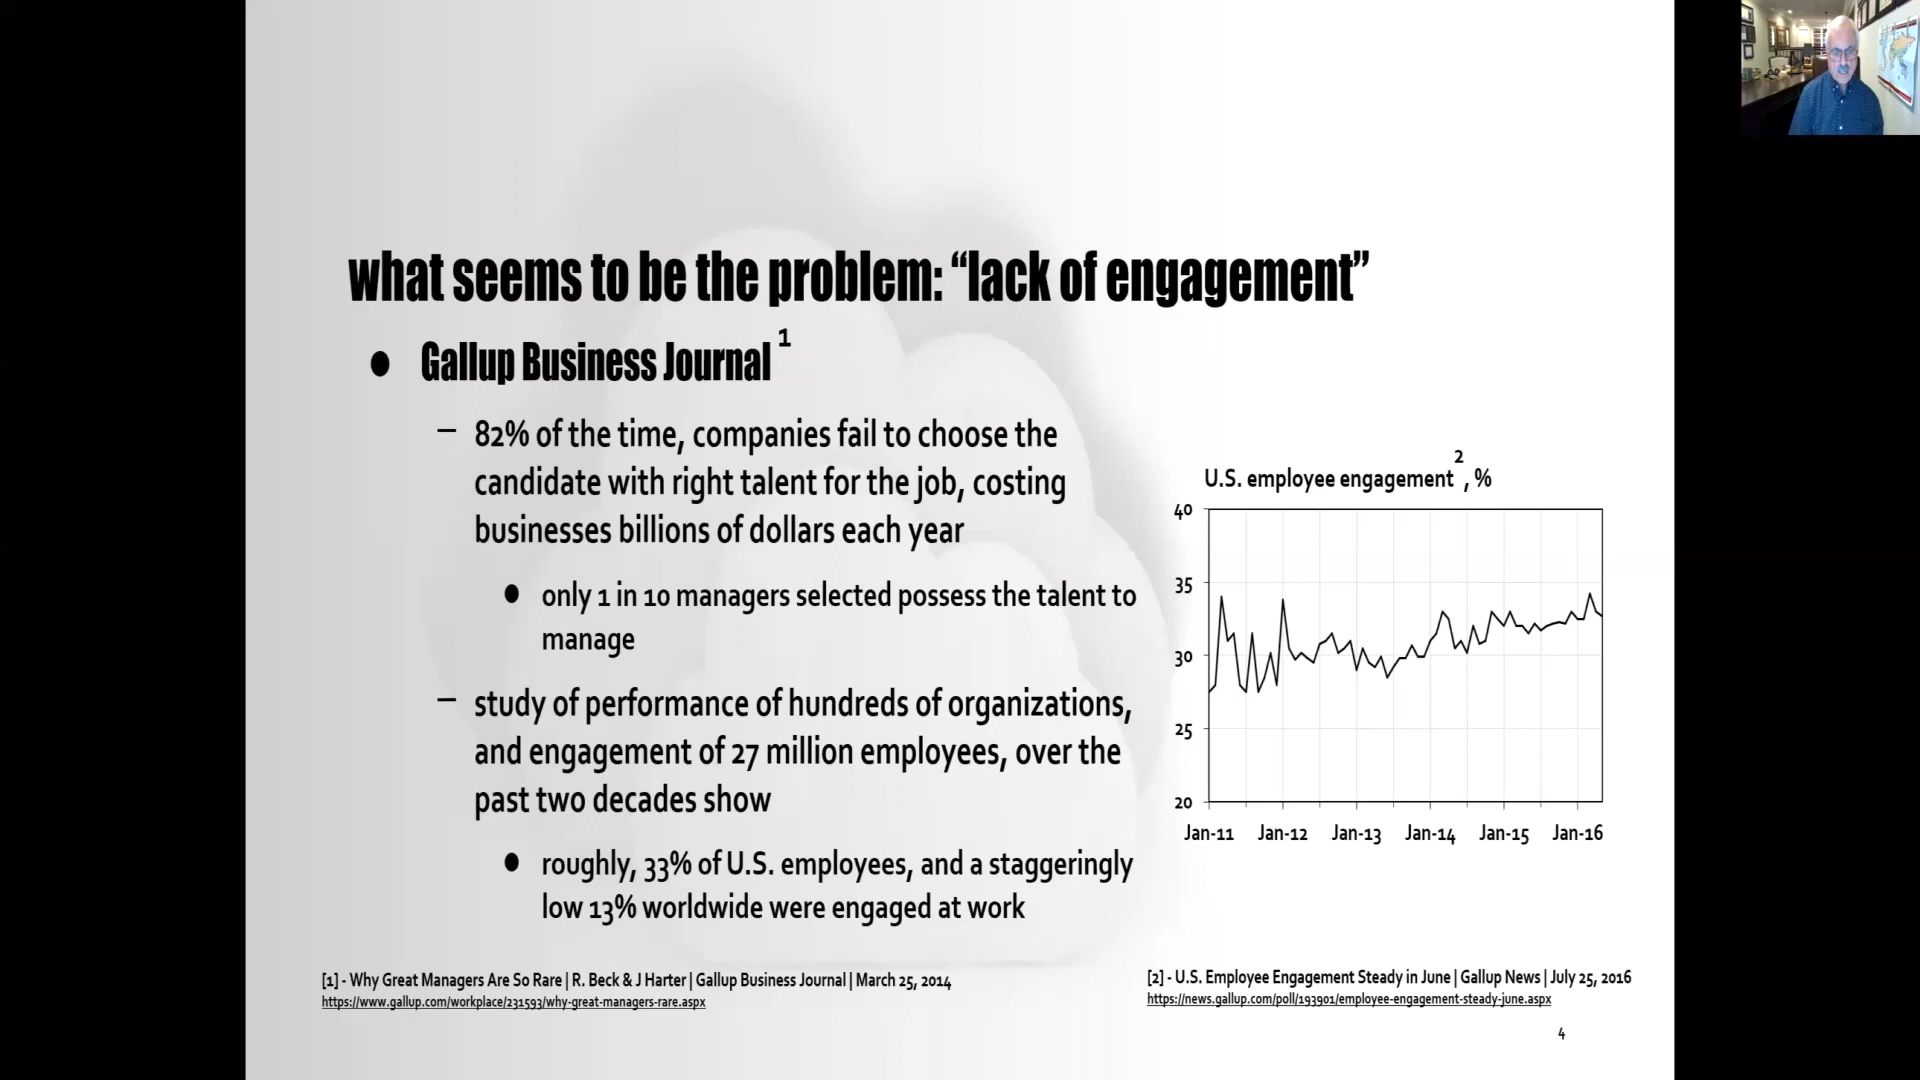 what seems to be the problem: “lack of engagement”
● Gallup Business Journal 1
– 82% of the time, companies fail to choose the
candidate with right talent for the job, costing
businesses billions of dollars each year
● only 1 in 10 managers selected possess the talent to
manage
– study of performance of hundreds of organizations,
and engagement of 27 million employees, over the
past two decades show
● roughly, 33% of U.S. employees, and a staggeringly
low 13% worldwide were engaged at work
U.S. employee engagement 2, %
40
35
30
25
20
Jan-11 Jan-12 Jan-13 Jan-14 Jan-15 Jan-16
[1] - Why Great Managers Are So Rare | R. Beck & J Harter | Gallup Business Journal | March 25, 2014
https://www.gallup.com/workplace/231593/why-great-managers-rare.aspx
[2] - U.S. Employee Engagement Steady in June | Gallup News | July 25, 2016
https://news.gallup.com/poll/193901/employee-engagement-steady-june.aspx
4